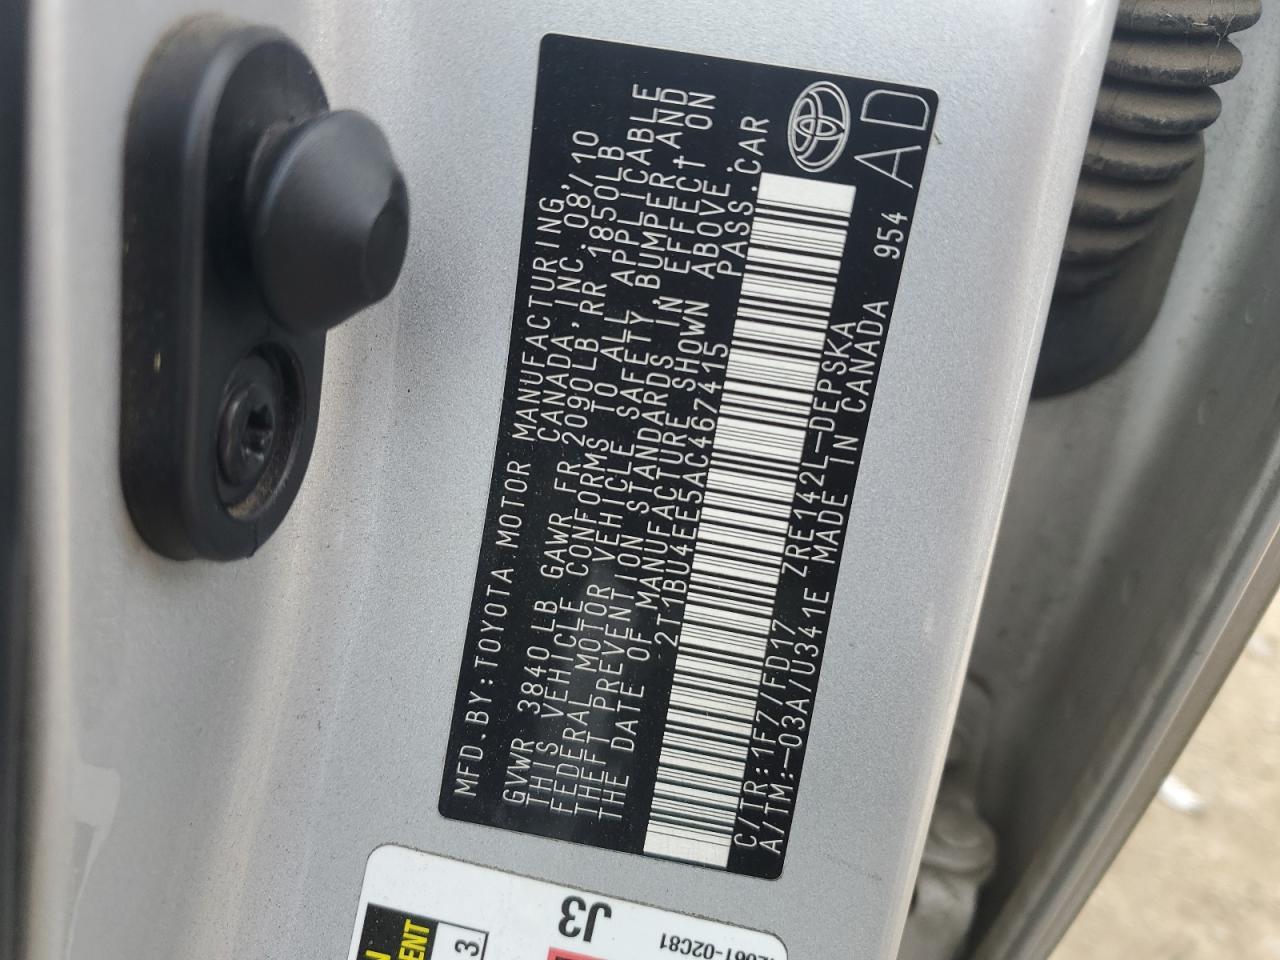 MFD.BY:TOYOTA MOTOR MANUFACTURING,
CANADA,INC. 08/10
GVWR 3840LB GAWR FR 2090LB,RR 1850LB
THIS VEHICLE CONFORMS TO ALL APPLICABLE
FEDERAL MOTOR VEHICLE SAFETY,BUMPER,AND
THEFT PREVENTION STANDARDS IN EFFECT ON
THE DATE OF MANUFACTURE SHOWN ABOVE.
2T1BU4EE5AC467415 PASS.CAR
C/TR:1F7/FD17 ZRE142L-DEPSKA 954
A/TM:-03A/U341E MADE IN CANADA
AD
J3
02C81
3